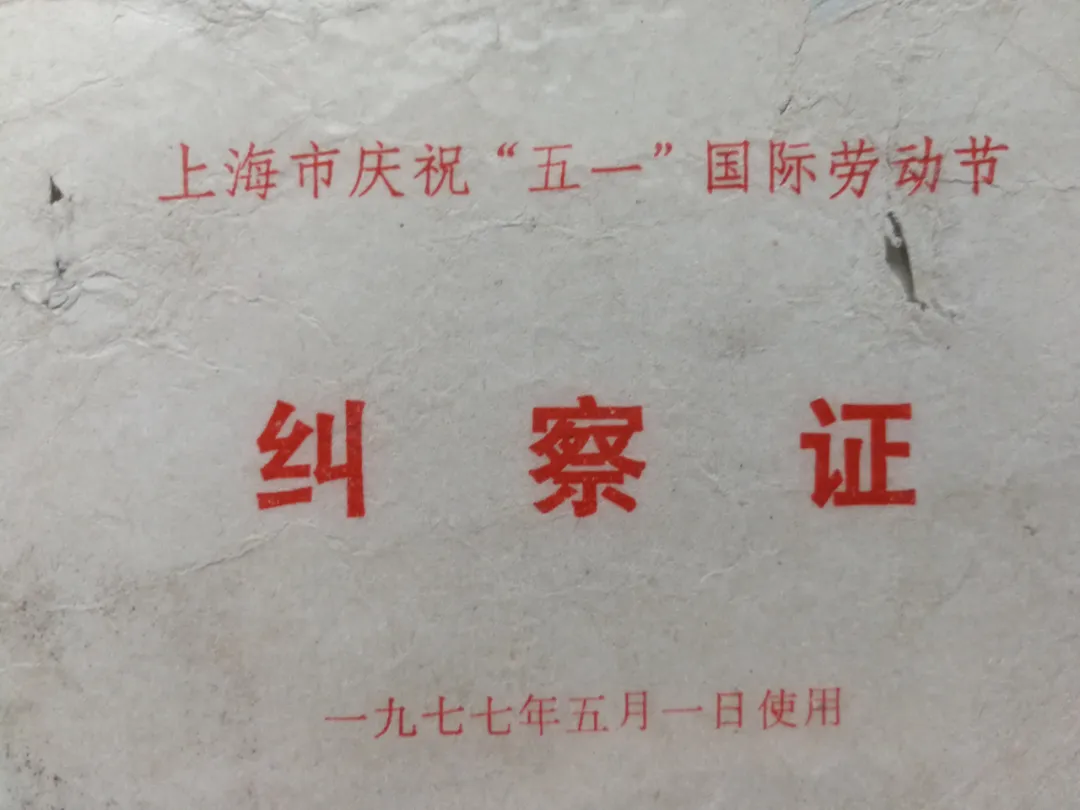 上海市庆祝“五一”国际劳动节
纠察证
一九七七年五月一日使用